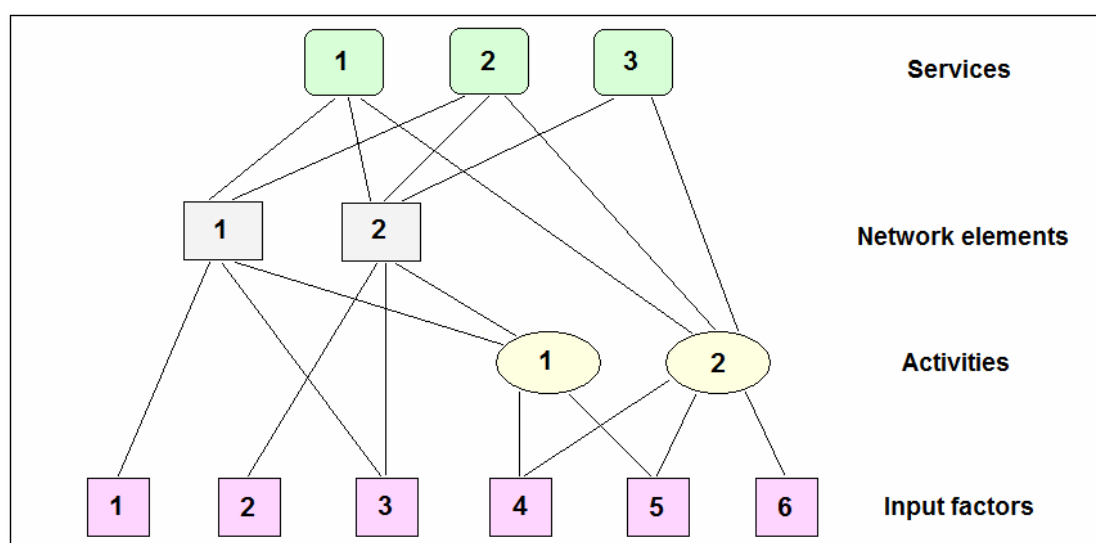 1 2 3 Services
1 2 Network elements
1 2 Activities
1 2 3 4 5 6 Input factors